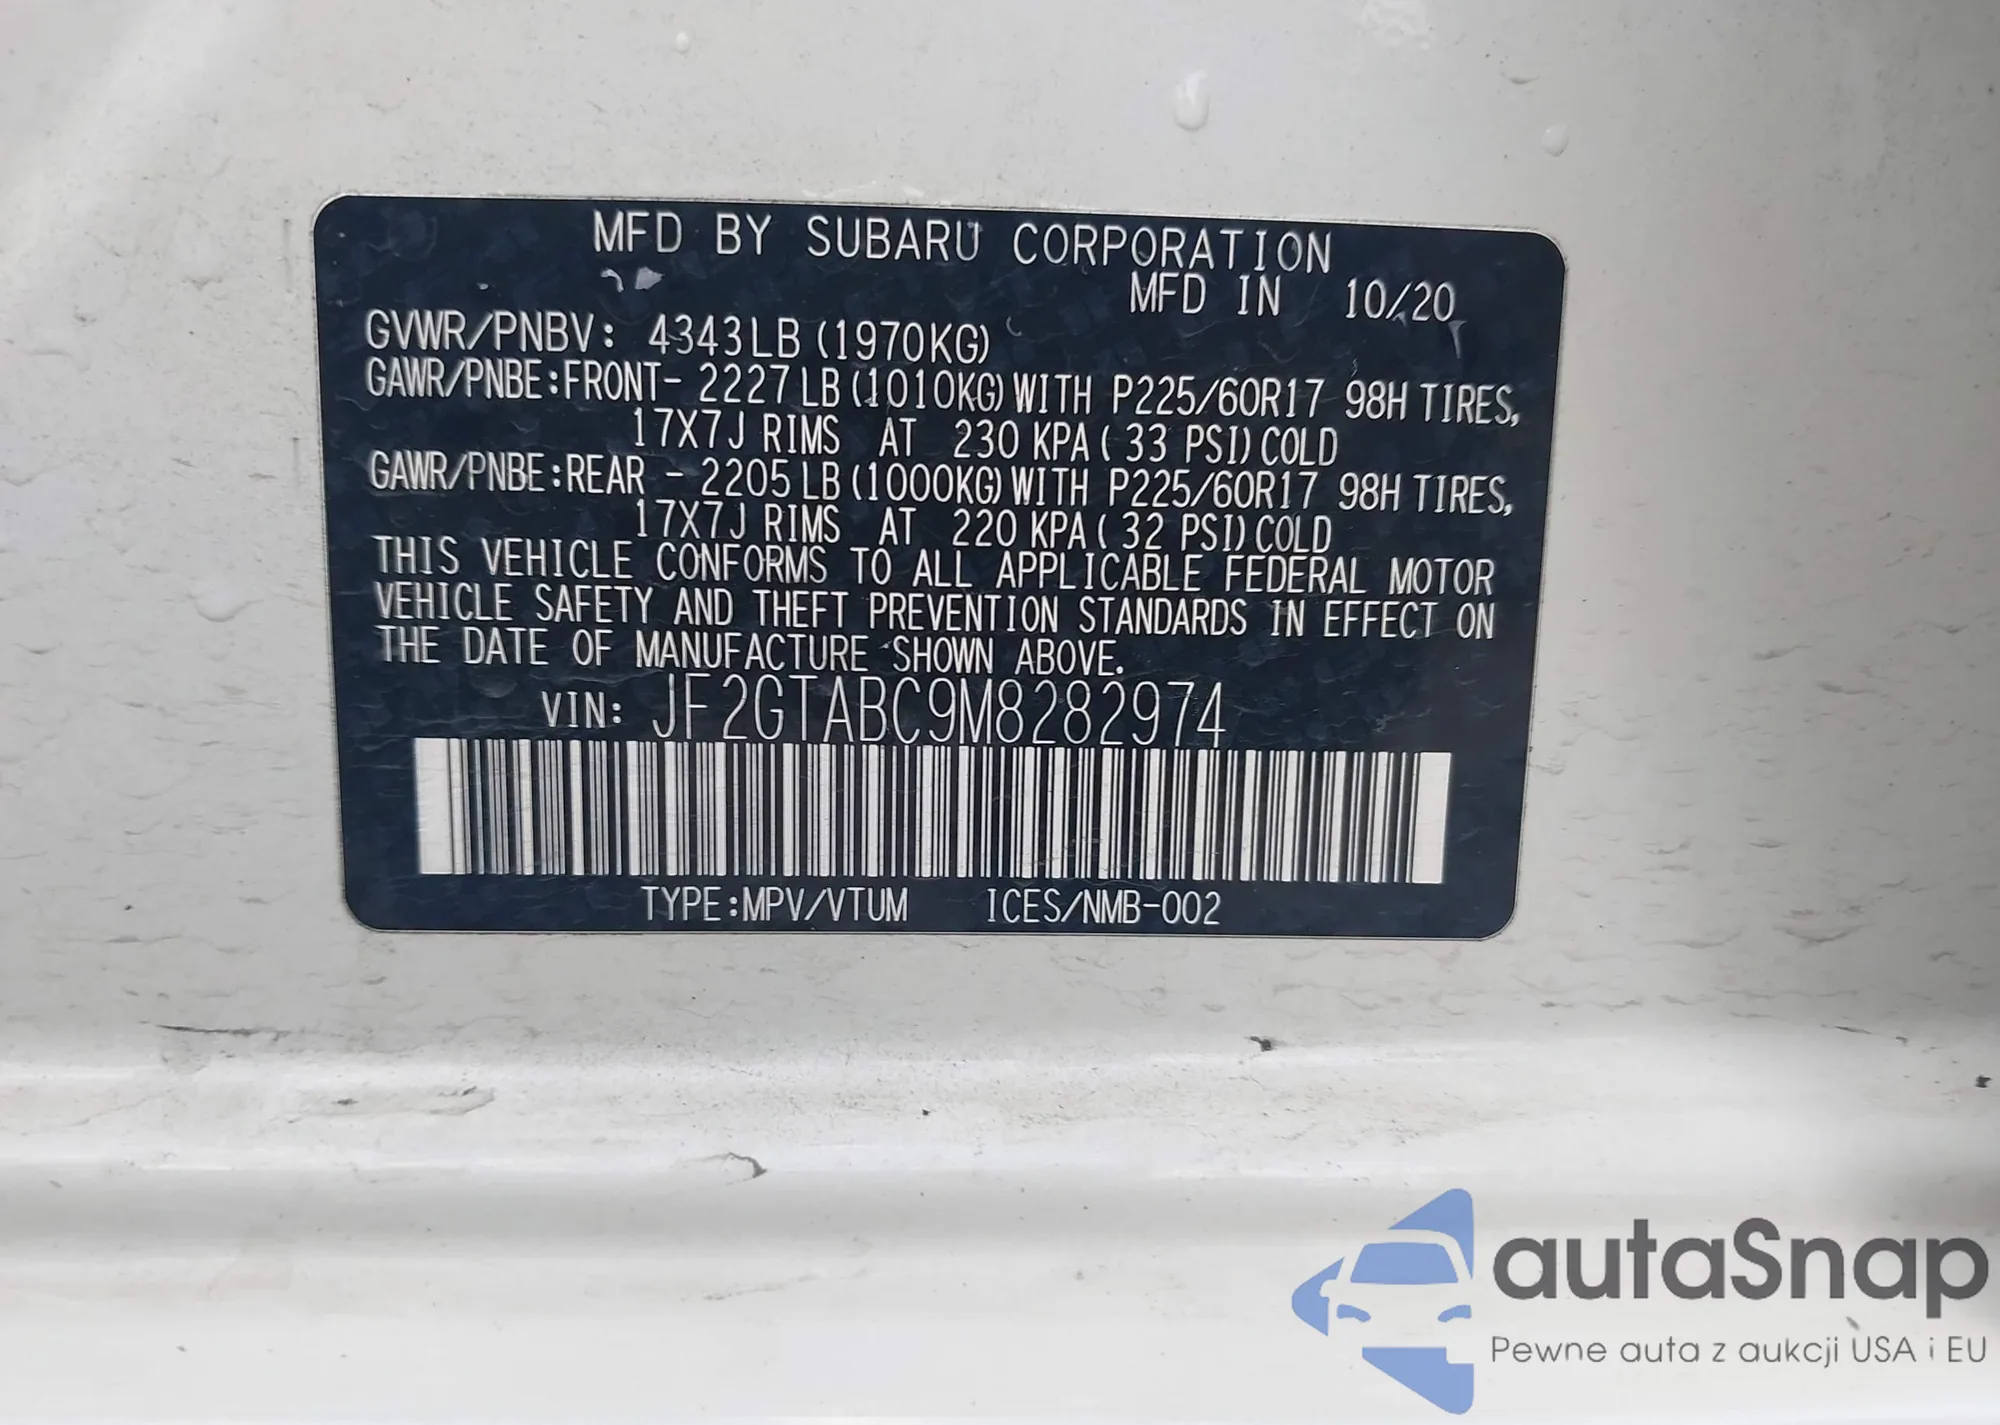 MFD BY SUBARU CORPORATION
MFD IN 10/20
GVWR/PNBV: 4343LB (1970KG)
GAWR/PNBE:FRONT- 2227 LB (1010KG) WITH P225/60R17 98H TIRES,
17X7J RIMS AT 230 KPA ( 33 PSI) COLD
GAWR/PNBE:REAR - 2205 LB (1000KG) WITH P225/60R17 98H TIRES,
17X7J RIMS AT 220 KPA ( 32 PSI) COLD
THIS VEHICLE CONFORMS TO ALL APPLICABLE FEDERAL MOTOR
VEHICLE SAFETY AND THEFT PREVENTION STANDARDS IN EFFECT ON
THE DATE OF MANUFACTURE SHOWN ABOVE.
VIN: JF2GTABC9M8282974
TYPE:MPV/VTUM ICES/NMB-002
autaSnap
Pewne auta z aukcji USA i EU